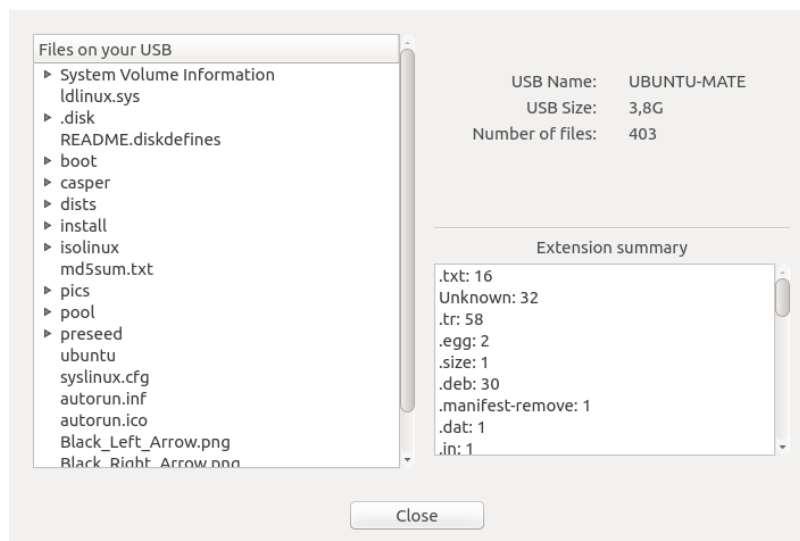 Files on your USB
System Volume Information
ldlinux.sys
.disk
README.diskdefines
boot
casper
dists
install
isolinux
md5sum.txt
pics
pool
preseed
ubuntu
syslinux.cfg
autorun.inf
autorun.ico
Black_Left_Arrow.png
Black_Right_Arrow.png
USB Name: UBUNTU-MATE
USB Size: 3,8G
Number of files: 403
Extension summary
.txt: 16
Unknown: 32
.tr: 58
.egg: 2
.size: 1
.deb: 30
.manifest-remove: 1
.dat: 1
.in: 1
Close